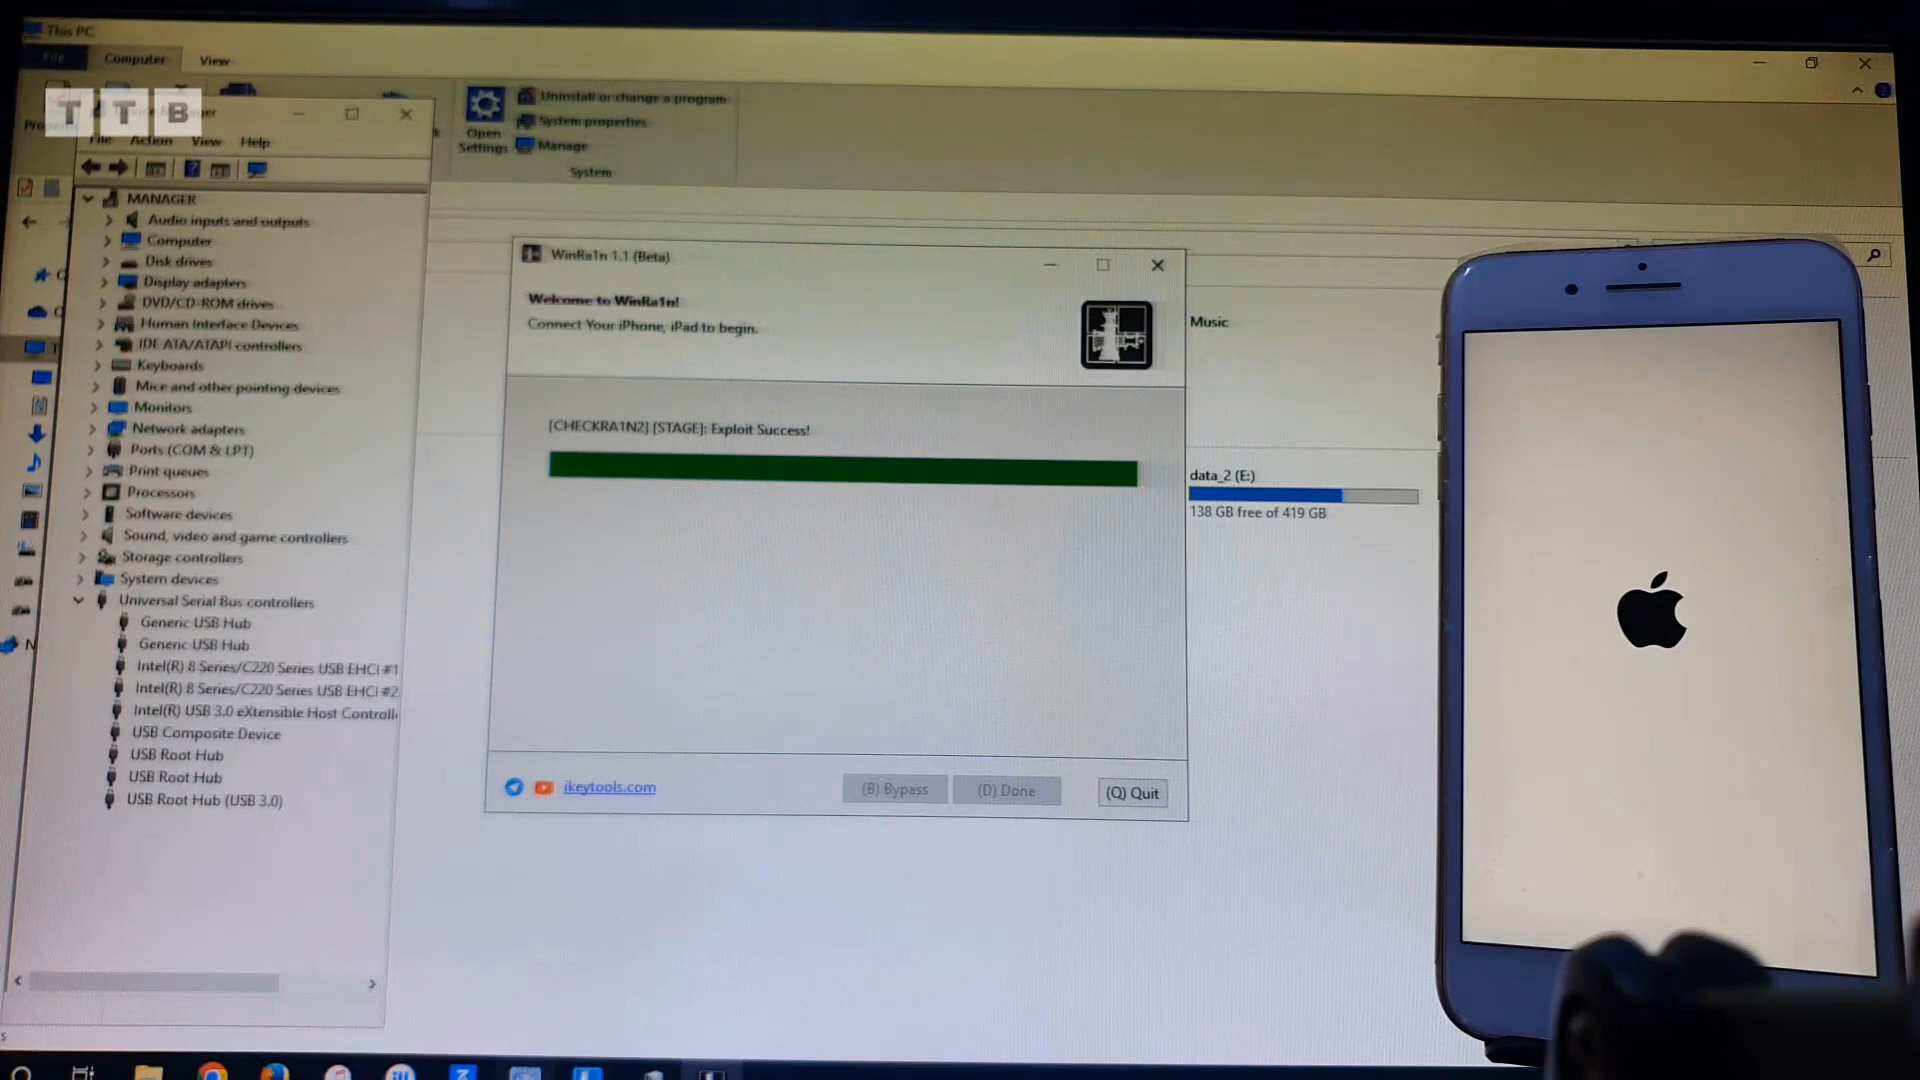 This PC
File Computer View
T T B
Uninstall or change a program
System properties
Manage
Open
Settings
System
File Action View Help
MANAGER
Audio inputs and outputs
Computer
Disk drives
Display adapters
DVD/CD-ROM drives
Human Interface Devices
IDE ATA/ATAPI controllers
Keyboards
Mice and other pointing devices
Monitors
Network adapters
Ports (COM & LPT)
Print queues
Processors
Software devices
Sound, video and game controllers
Storage controllers
System devices
Universal Serial Bus controllers
Generic USB Hub
Generic USB Hub
Intel(R) 8 Series/C220 Series USB EHCI #1
Intel(R) 8 Series/C220 Series USB EHCI #2
Intel(R) USB 3.0 eXtensible Host Controll
USB Composite Device
USB Root Hub
USB Root Hub
USB Root Hub (USB 3.0)
WinRa1n 1.1 (Beta)
Welcome to WinRa1n!
Connect Your iPhone, iPad to begin.
[CHECKRA1N2] [STAGE]: Exploit Success!
ikeytools.com
(B) Bypass
(D) Done
(Q) Quit
Music
data_2 (E:)
138 GB free of 419 GB